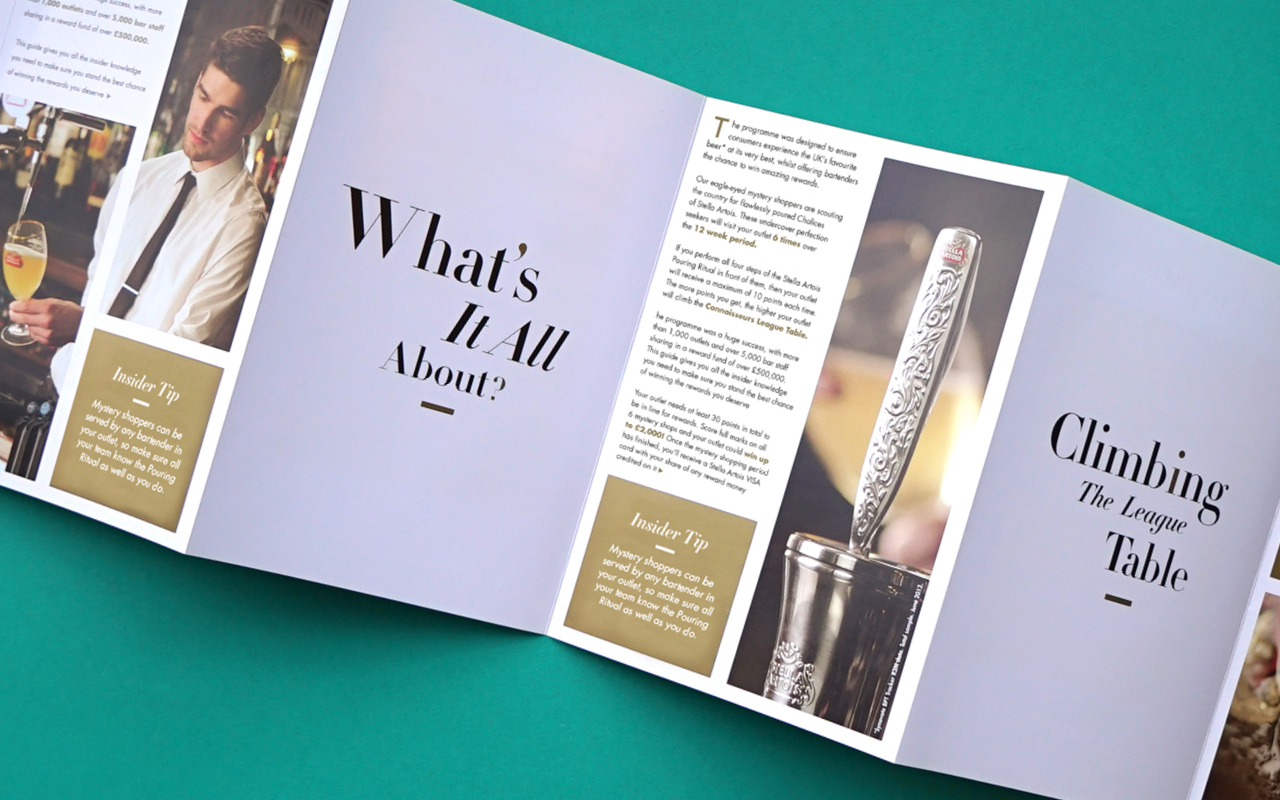 huge success, with more
than 1,000 outlets and over 5,000 bar staff
sharing in a reward fund of over £500,000.
This guide gives you all the insider knowledge
you need to make sure you stand the best chance
of winning the rewards you deserve
Insider Tip
Mystery shoppers can be
served by any bartender in
your outlet, so make sure all
your team know the Pouring
Ritual as well as you do.
What's
It All
About?
The programme was designed to ensure
consumers experience the UK's favourite
beer* at its very best, whilst offering bartenders
the chance to win amazing rewards.
Our eagle-eyed mystery shoppers are scouting
the country for flawlessly poured Chalices
of Stella Artois. These undercover perfection
seekers will visit your outlet 6 times over
the 12 week period.
If you perform all four steps of the Stella Artois
Pouring Ritual in front of them, then your outlet
will receive a maximum of 10 points each time.
The more points you get, the higher your outlet
will climb the Connoisseurs League Table.
he programme was a huge success, with more
than 1,000 outlets and over 5,000 bar staff
sharing in a reward fund of over £500,000.
This guide gives you all the insider knowledge
you need to make sure you stand the best chance
of winning the rewards you deserve
Your outlet needs at least 30 points in total to
be in line for rewards. Score full marks on all
6 mystery shops and your outlet could win up
to £2,000! Once the mystery shopping period
has finished, you'll receive a Stella Artois VISA
card with your share of any reward money
credited on it
Insider Tip
Mystery shoppers can be
served by any bartender in
your outlet, so make sure all
your team know the Pouring
Ritual as well as you do.
STELLA
ARTOIS
STELLA
ARTOIS
Climbing
The League
Table